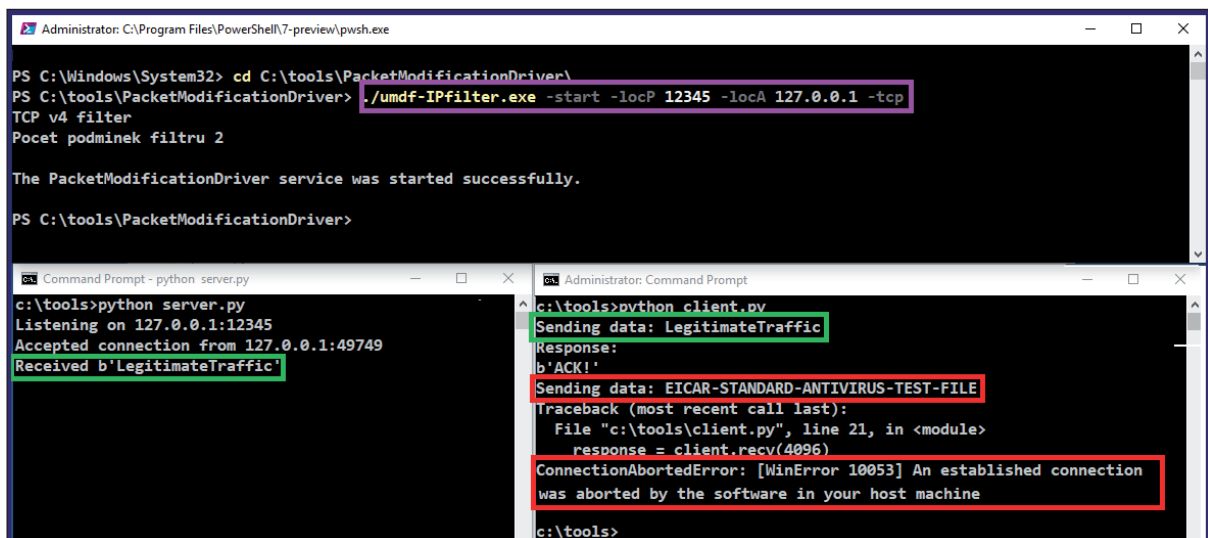 Administrator: C:\Program Files\PowerShell\7-preview\pwsh.exe
PS C:\Windows\System32> cd C:\tools\PacketModificationDriver\
PS C:\tools\PacketModificationDriver> ./umdf-IPfilter.exe -start -locP 12345 -locA 127.0.0.1 -tcp
TCP v4 filter
Pocet podminek filtru 2
The PacketModificationDriver service was started successfully.
PS C:\tools\PacketModificationDriver>
Command Prompt - python server.py
c:\tools>python server.py
Listening on 127.0.0.1:12345
Accepted connection from 127.0.0.1:49749
Received b'LegitimateTraffic'
Administrator: Command Prompt
c:\tools>python client.py
Sending data: LegitimateTraffic
Response:
b'ACK!'
Sending data: EICAR-STANDARD-ANTIVIRUS-TEST-FILE
Traceback (most recent call last):
File "c:\tools\client.py", line 21, in <module>
response = client.recv(4096)
ConnectionAbortedError: [WinError 10053] An established connection
was aborted by the software in your host machine
c:\tools>